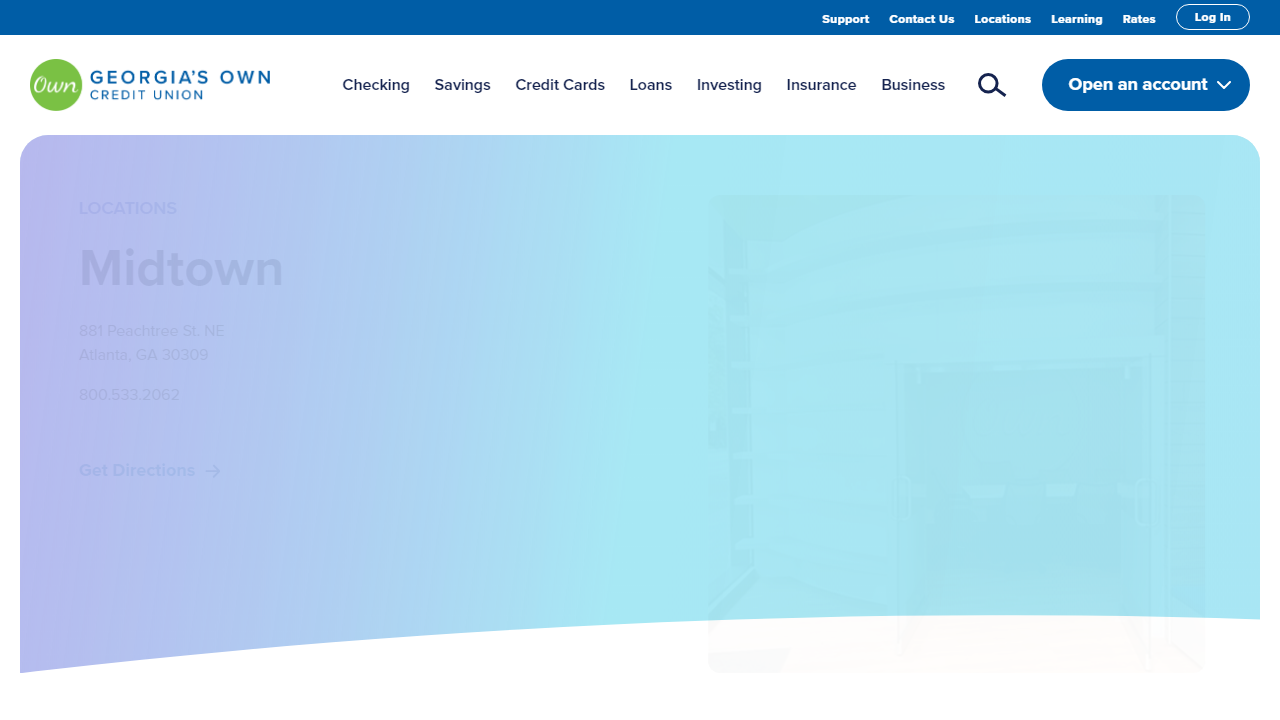 Support Contact Us Locations Learning Rates Log In
Own GEORGIA'S OWN
CREDIT UNION
Checking Savings Credit Cards Loans Investing Insurance Business Open an account
LOCATIONS
Midtown
881 Peachtree St. NE
Atlanta, GA 30309
800.533.2062
Get Directions →